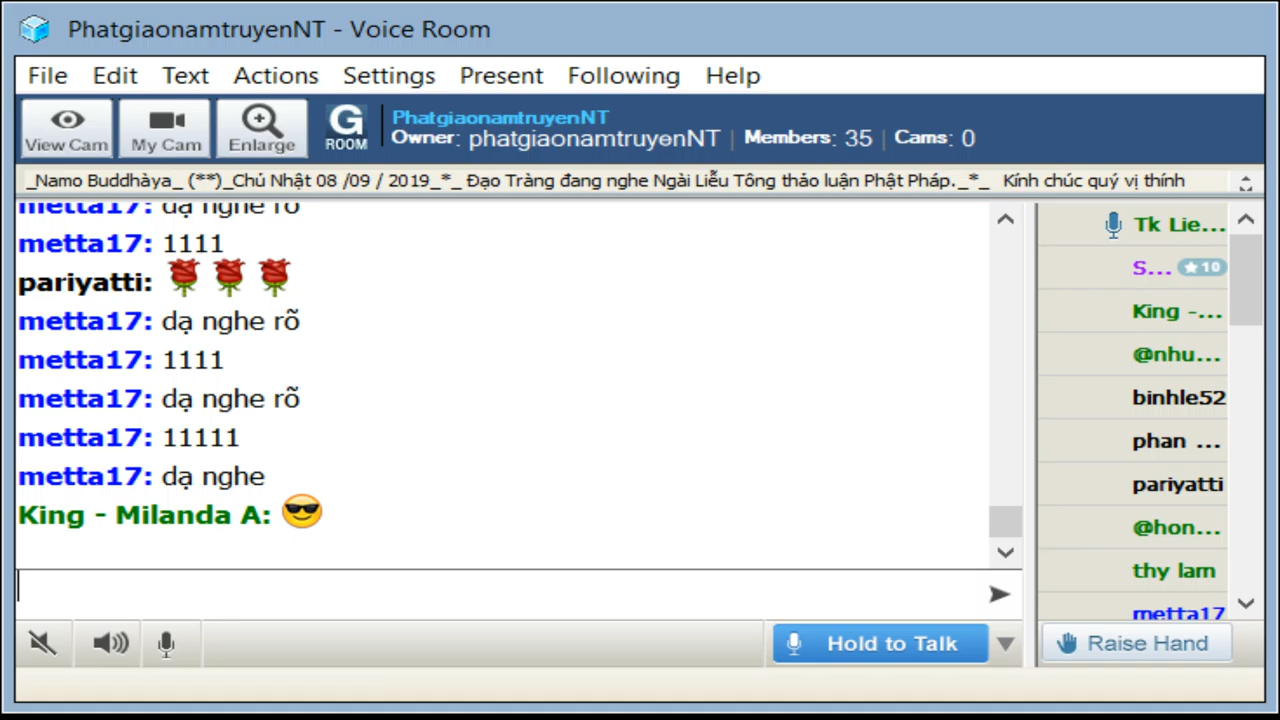 PhatgiaonamtruyenNT - Voice Room
File Edit Text Actions Settings Present Following Help
View Cam My Cam Enlarge G ROOM
PhatgiaonamtruyenNT
Owner: phatgiaonamtruyenNT | Members: 35 | Cams: 0
_Namo Buddhàya_ (**)_Chủ Nhật 08 /09 / 2019_*_ Đạo Tràng đang nghe Ngài Liễu Tông thảo luận Phật Pháp._*_ Kính chúc quý vị thính
metta17: dạ nghe rõ
metta17: 1111
pariyatti:
metta17: dạ nghe rõ
metta17: 1111
metta17: dạ nghe rõ
metta17: 11111
metta17: dạ nghe
King - Milanda A:
Tk Lie...
S... ★10
King -...
@nhu...
binhle52
phan ...
pariyatti
@hon...
thy lam
metta17
Hold to Talk
Raise Hand